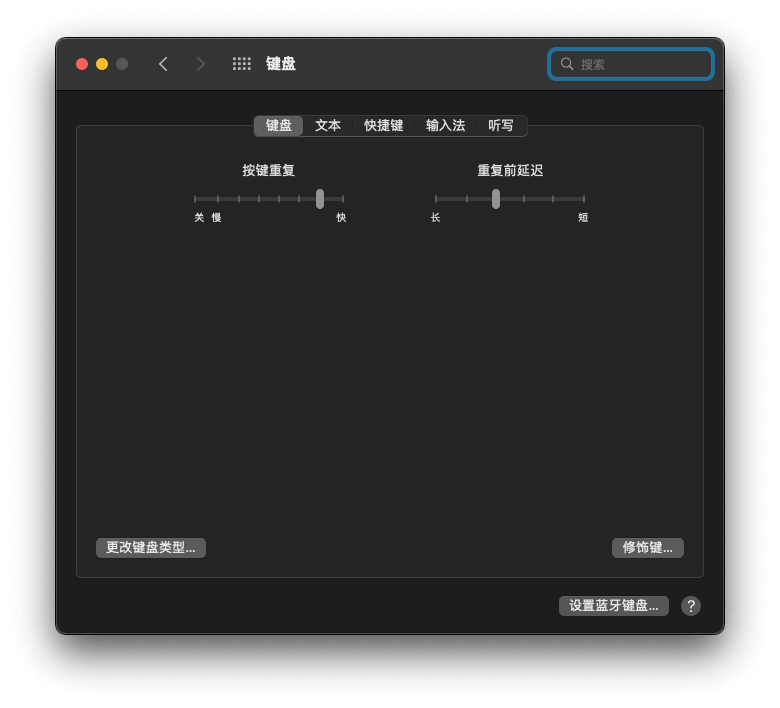 键盘
搜索
键盘 文本 快捷键 输入法 听写
按键重复 重复前延迟
关 慢 快 长 短
更改键盘类型... 修饰键...
设置蓝牙键盘... ?